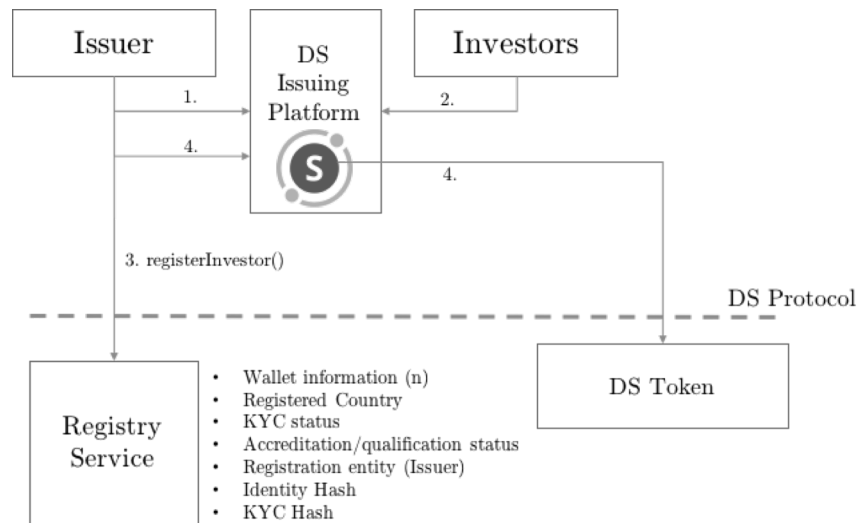 Issuer
DS
Issuing
Platform
S
Investors
1.
2.
4.
4.
3. registerInvestor()
DS Protocol
Registry
Service
• Wallet information (n)
• Registered Country
• KYC status
• Accreditation/qualification status
• Registration entity (Issuer)
• Identity Hash
• KYC Hash
DS Token